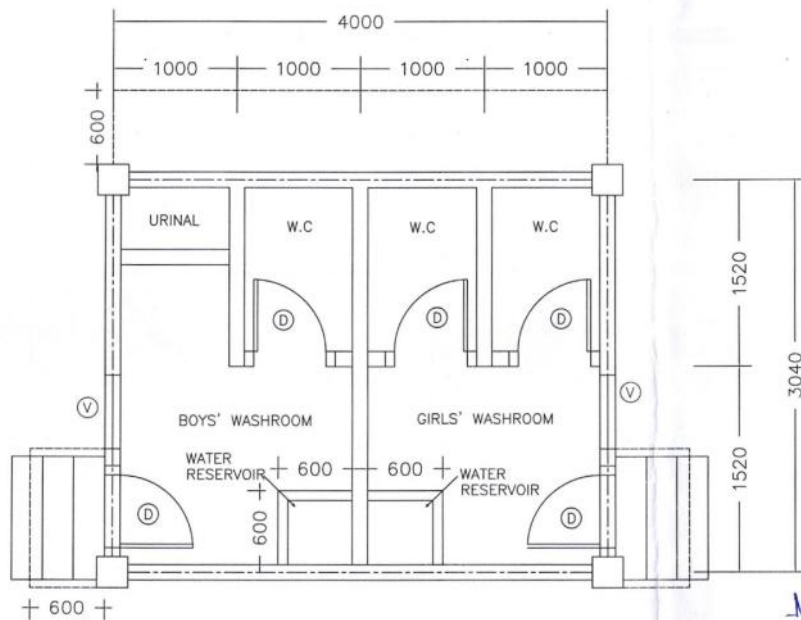 4000
1000 1000 1000 1000
600
URINAL W.C W.C W.C
D D D
1520
3040
V V
BOYS' WASHROOM GIRLS' WASHROOM
WATER
RESERVOIR
600 600
WATER
RESERVOIR
1520
600
D D
600